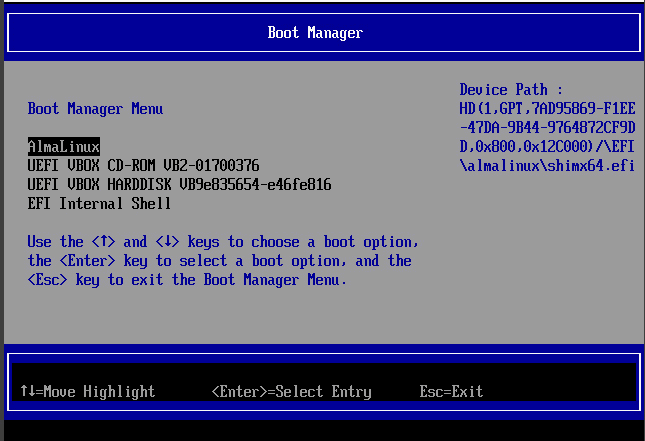 Boot Manager
Device Path :
Boot Manager Menu
HD(1,GPT,7AD95869-F1EE
-47DA-9B44-9764872CF9D
D,0x800,0x12C000)/\EFI
\almalinux\shimx64.efi
AlmaLinux
UEFI VBOX CD-ROM VB2-01700376
UEFI VBOX HARDDISK VB9e835654-e46fe816
EFI Internal Shell
Use the <↑> and <↓> keys to choose a boot option,
the <Enter> key to select a boot option, and the
<Esc> key to exit the Boot Manager Menu.
↑↓=Move Highlight
<Enter>=Select Entry
Esc=Exit